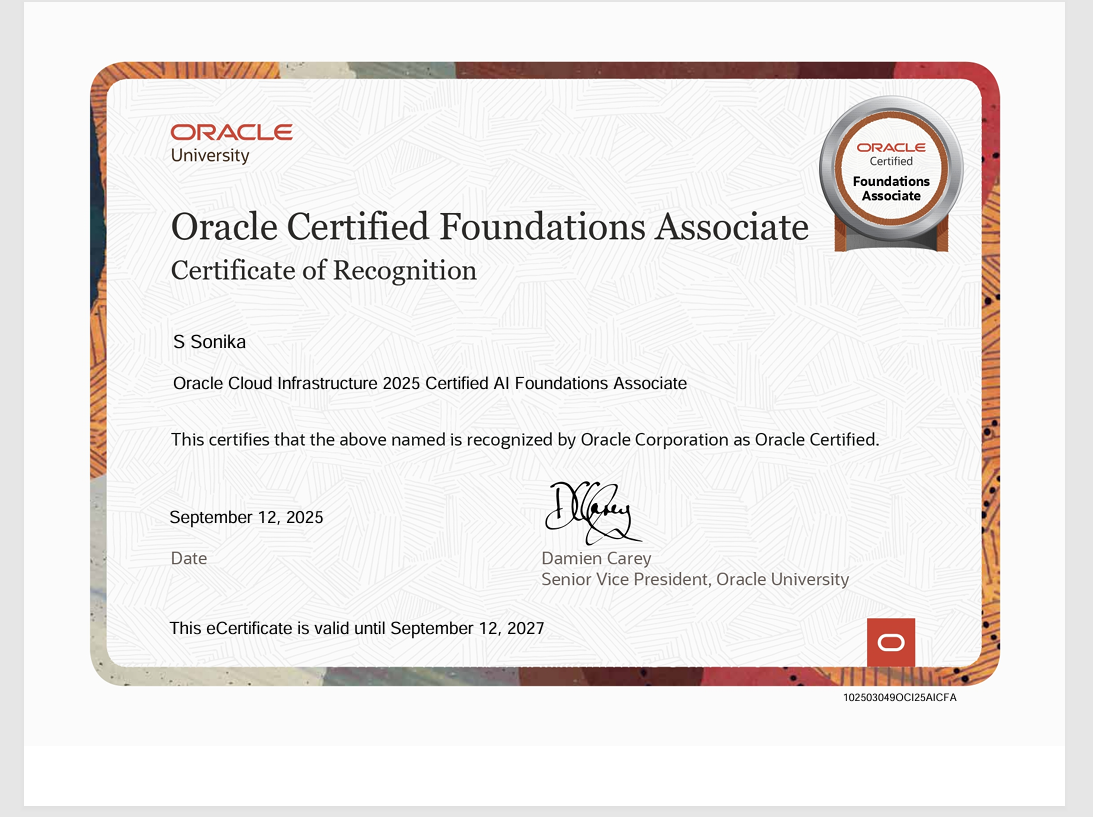 ORACLE
University
ORACLE
Certified
Foundations
Associate
Oracle Certified Foundations Associate
Certificate of Recognition
S Sonika
Oracle Cloud Infrastructure 2025 Certified AI Foundations Associate
This certifies that the above named is recognized by Oracle Corporation as Oracle Certified.
DCarey
September 12, 2025
Date
Damien Carey
Senior Vice President, Oracle University
This eCertificate is valid until September 12, 2027
102503049OCI25AICFA